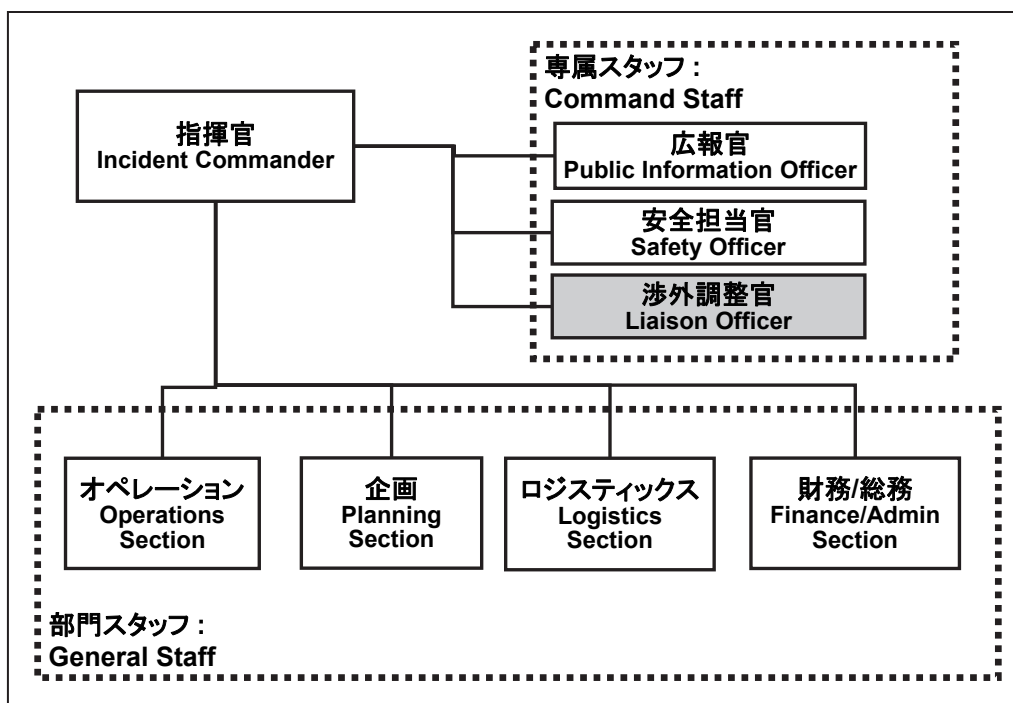 専属スタッフ：
Command Staff
指揮官
Incident Commander
広報官
Public Information Officer
安全担当官
Safety Officer
渉外調整官
Liaison Officer
オペレーション
Operations
Section
企画
Planning
Section
ロジスティックス
Logistics
Section
財務/総務
Finance/Admin
Section
部門スタッフ：
General Staff